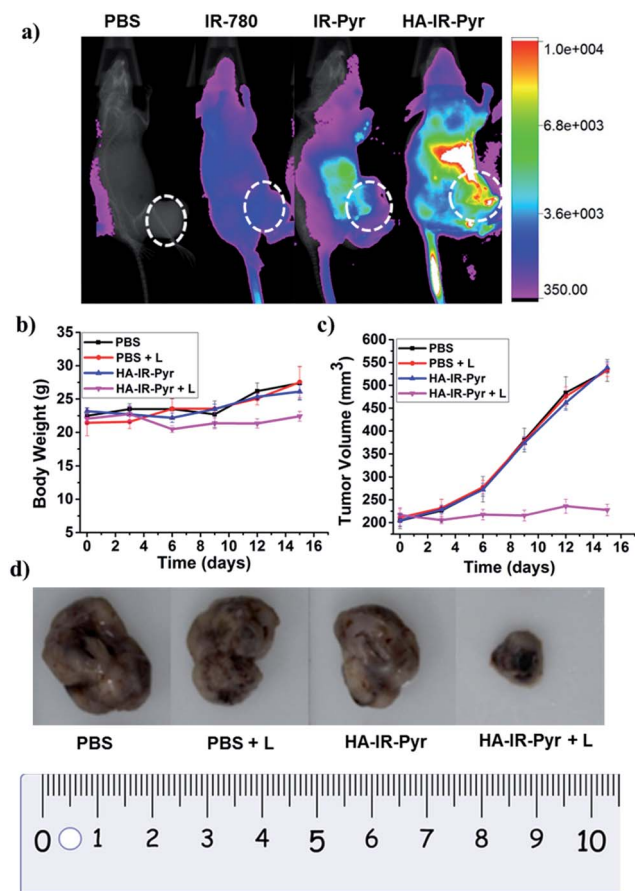 a)
PBS IR-780 IR-Pyr HA-IR-Pyr
1.0e+004
6.8e+003
3.6e+003
350.00
b)
Body Weight (g)
35
30
25
20
15
10
5
PBS
PBS + L
HA-IR-Pyr
HA-IR-Pyr + L
0 2 4 6 8 10 12 14 16
Time (days)
c)
Tumor Volume (mm³)
600
550
500
450
400
350
300
250
200
PBS
PBS + L
HA-IR-Pyr
HA-IR-Pyr + L
0 2 4 6 8 10 12 14 16
Time (days)
d)
PBS PBS + L HA-IR-Pyr HA-IR-Pyr + L
0 1 2 3 4 5 6 7 8 9 10